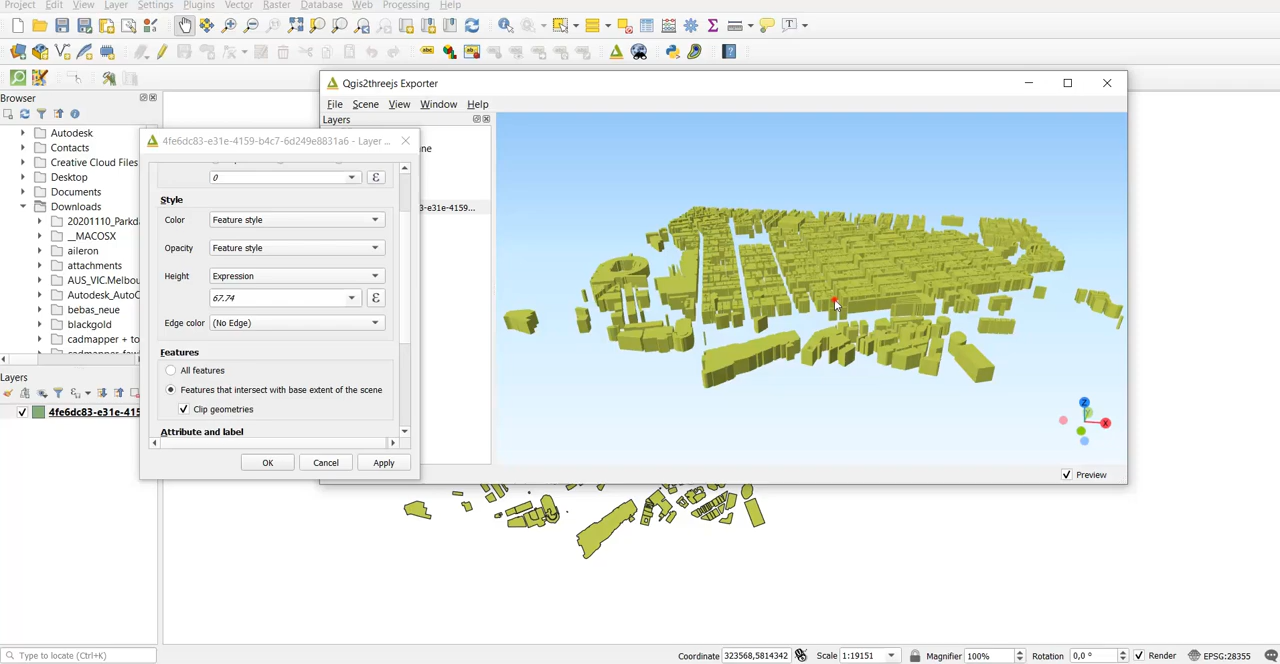 Project Edit View Layer Settings Plugins Vector Raster Database Web Processing Help
Browser
Autodesk
Contacts
Creative Cloud Files
Desktop
Documents
Downloads
20201110_Parkda
__MACOSX
aileron
attachments
AUS_VIC.Melbou
Autodesk_AutoC
bebas_neue
blackgold
cadmapper + to
Layers
4fe6dc83-e31e-415
4fe6dc83-e31e-4159-b4c7-6d249e8831a6 - Layer ...
0
ε
Style
Color Feature style
Opacity Feature style
Height Expression
67.74 ε
Edge color (No Edge)
Features
All features
Features that intersect with base extent of the scene
Clip geometries
Attribute and label
OK Cancel Apply
Qgis2threejs Exporter
File Scene View Window Help
Layers
ne
3-e31e-4159...
Z
Y
X
Preview
Type to locate (Ctrl+K)
Coordinate 323568,5814342 Scale 1:19151 Magnifier 100% Rotation 0,0 ° Render EPSG:28355